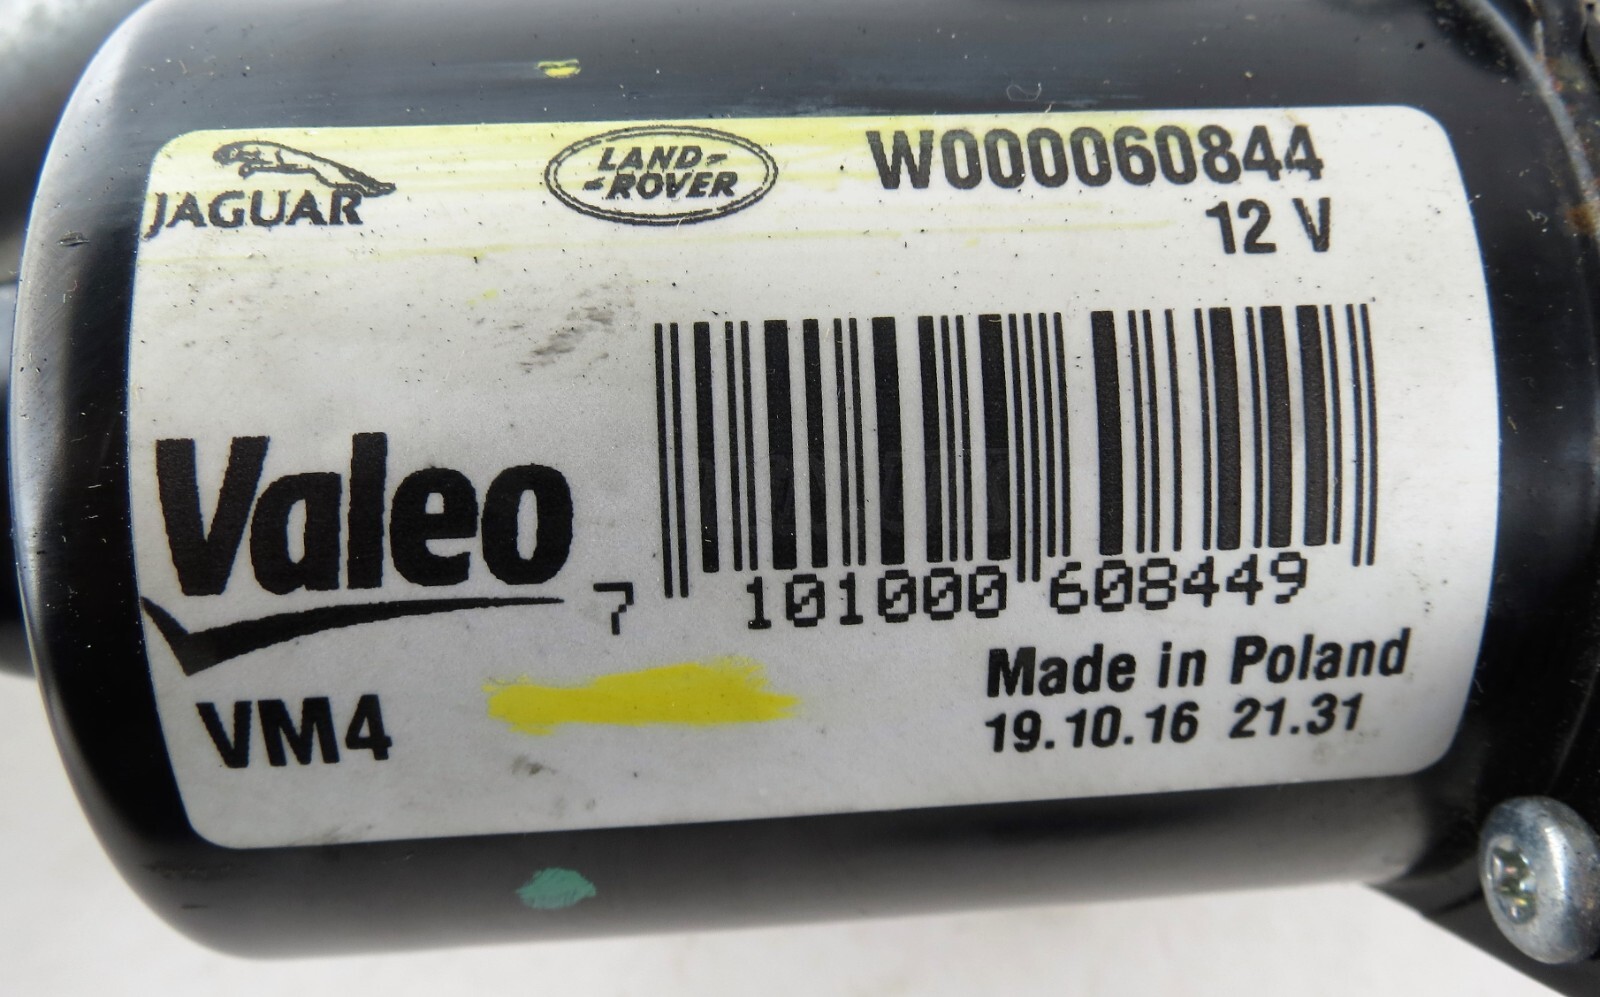 JAGUAR
LAND-
-ROVER
W000060844
12 V
Valeo
7 101000 608449
VM4
Made in Poland
19.10.16 21.31